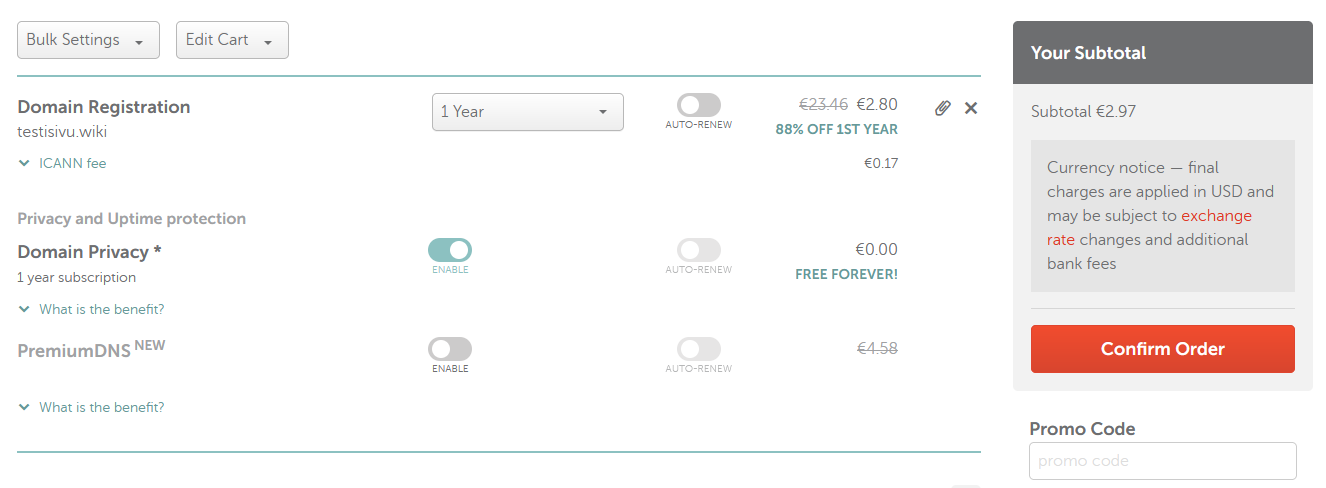 Bulk Settings
Edit Cart
Domain Registration
testisivu.wiki
1 Year
AUTO-RENEW
€23.46 €2.80
88% OFF 1ST YEAR
ICANN fee
€0.17
Privacy and Uptime protection
Domain Privacy *
1 year subscription
ENABLE
AUTO-RENEW
€0.00
FREE FOREVER!
What is the benefit?
PremiumDNS NEW
ENABLE
AUTO-RENEW
€4.58
What is the benefit?
Your Subtotal
Subtotal €2.97
Currency notice — final
charges are applied in USD and
may be subject to exchange
rate changes and additional
bank fees
Confirm Order
Promo Code
promo code